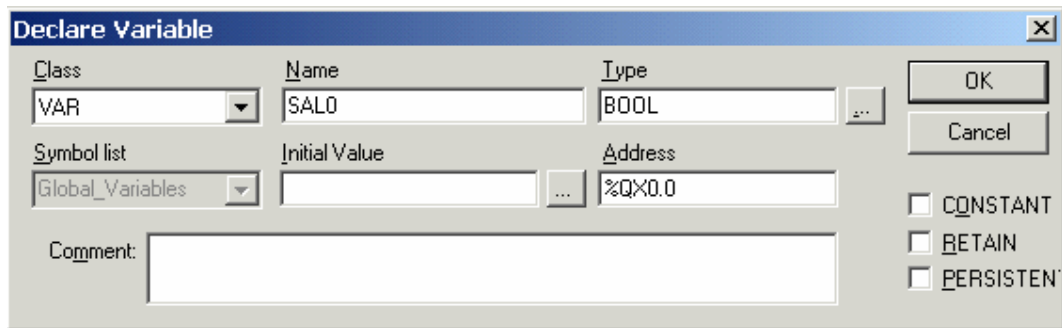 Declare Variable
Class Name Type
VAR SAL0 BOOL ... OK
Cancel
Symbol list Initial Value Address
Global_Variables ... %QX0.0
CONSTANT
Comment: RETAIN
PERSISTEN